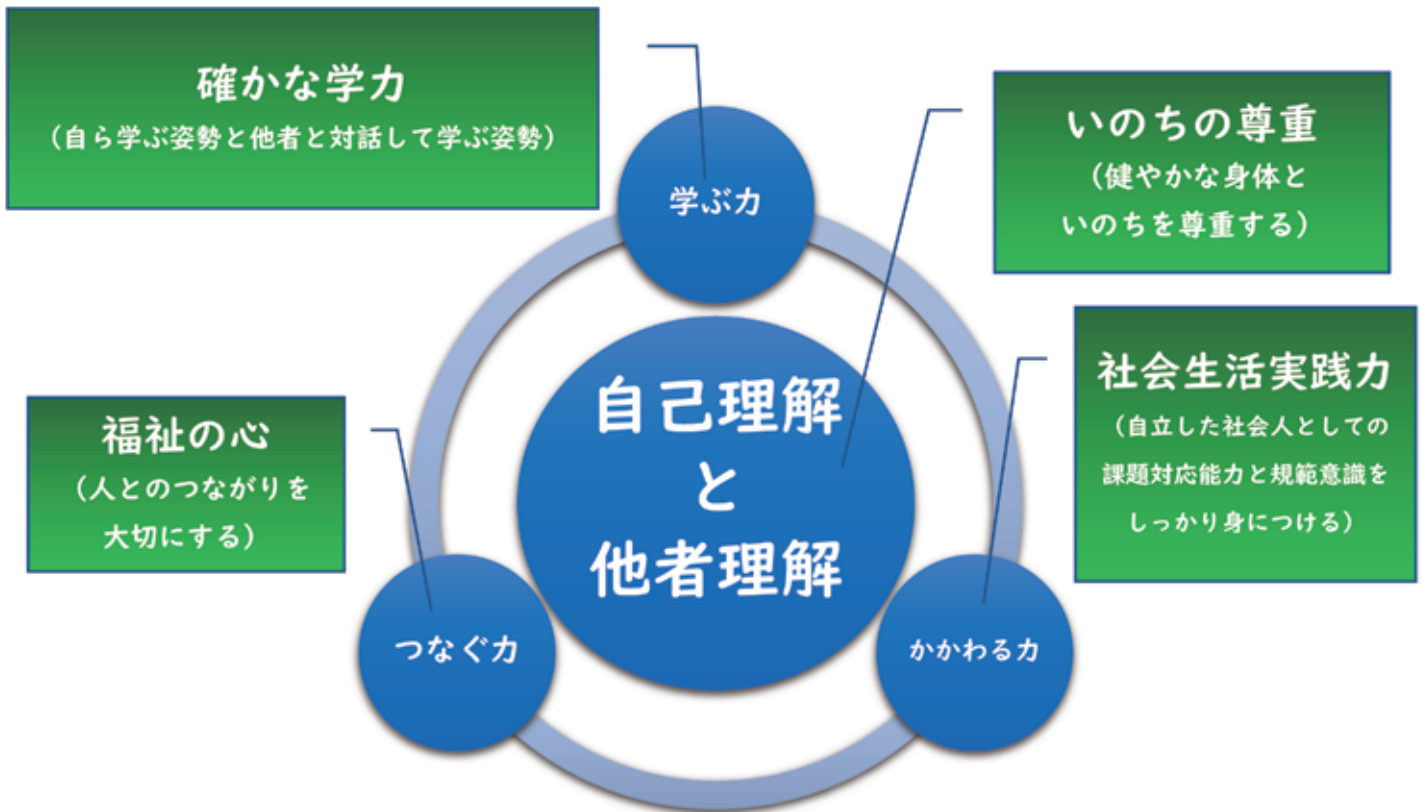 確かな学力
（自ら学ぶ姿勢と他者と対話して学ぶ姿勢）
いのちの尊重
（健やかな身体と
いのちを尊重する）
学ぶ力
自己理解
と
他者理解
社会生活実践力
（自立した社会人としての
課題対応能力と規範意識を
しっかり身につける）
福祉の心
（人とのつながりを
大切にする）
つなぐ力
かかわる力